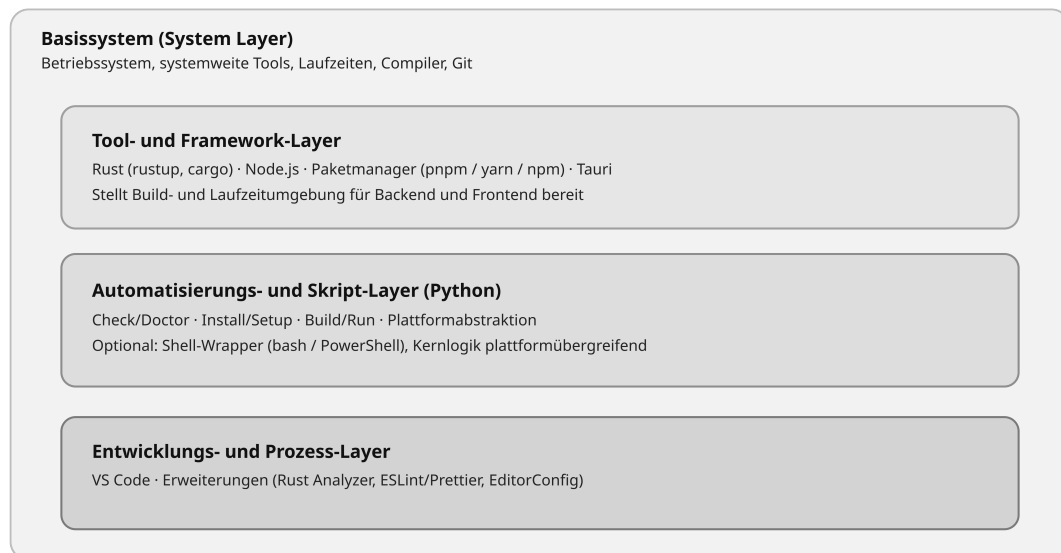 Basissystem (System Layer)
Betriebssystem, systemweite Tools, Laufzeiten, Compiler, Git
Tool- und Framework-Layer
Rust (rustup, cargo) · Node.js · Paketmanager (pnpm / yarn / npm) · Tauri
Stellt Build- und Laufzeitumgebung für Backend und Frontend bereit
Automatisierungs- und Skript-Layer (Python)
Check/Doctor · Install/Setup · Build/Run · Plattformabstraktion
Optional: Shell-Wrapper (bash / PowerShell), Kernlogik plattformübergreifend
Entwicklungs- und Prozess-Layer
VS Code · Erweiterungen (Rust Analyzer, ESLint/Prettier, EditorConfig)